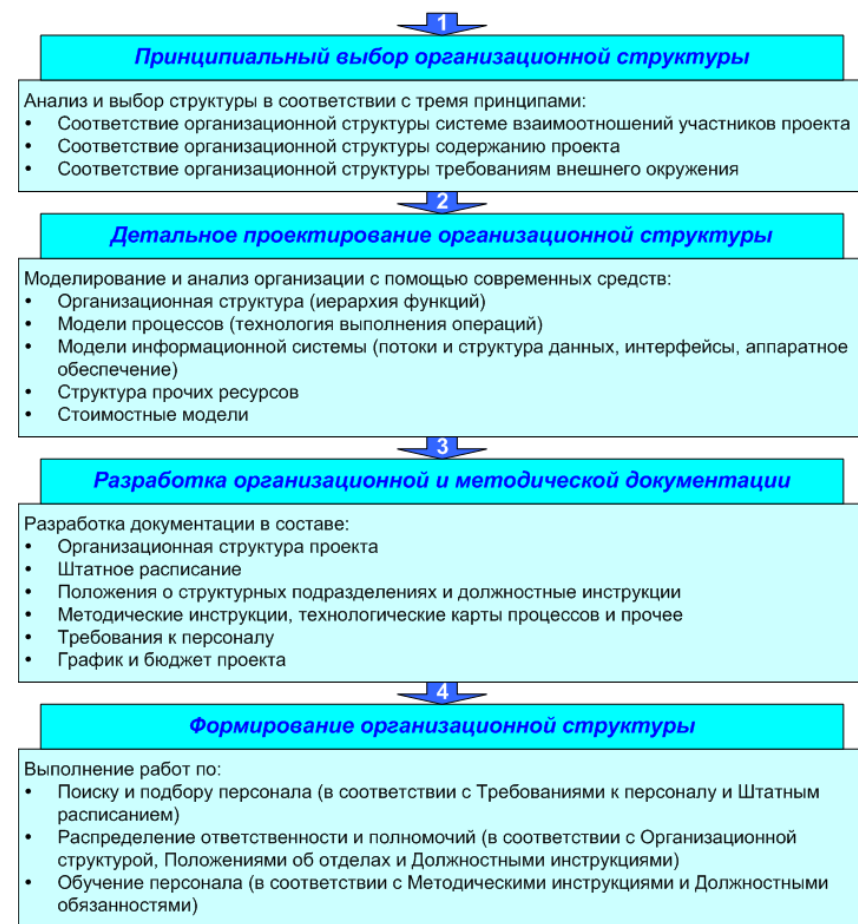 1
Принципиальный выбор организационной структуры
Анализ и выбор структуры в соответствии с тремя принципами:
• Соответствие организационной структуры системе взаимоотношений участников проекта
• Соответствие организационной структуры содержанию проекта
• Соответствие организационной структуры требованиям внешнего окружения
2
Детальное проектирование организационной структуры
Моделирование и анализ организации с помощью современных средств:
• Организационная структура (иерархия функций)
• Модели процессов (технология выполнения операций)
• Модели информационной системы (потоки и структура данных, интерфейсы, аппаратное
обеспечение)
• Структура прочих ресурсов
• Стоимостные модели
3
Разработка организационной и методической документации
Разработка документации в составе:
• Организационная структура проекта
• Штатное расписание
• Положения о структурных подразделениях и должностные инструкции
• Методические инструкции, технологические карты процессов и прочее
• Требования к персоналу
• График и бюджет проекта
4
Формирование организационной структуры
Выполнение работ по:
• Поиску и подбору персонала (в соответствии с Требованиями к персоналу и Штатным
расписанием)
• Распределение ответственности и полномочий (в соответствии с Организационной
структурой, Положениями об отделах и Должностными инструкциями)
• Обучение персонала (в соответствии с Методическими инструкциями и Должностными
обязанностями)